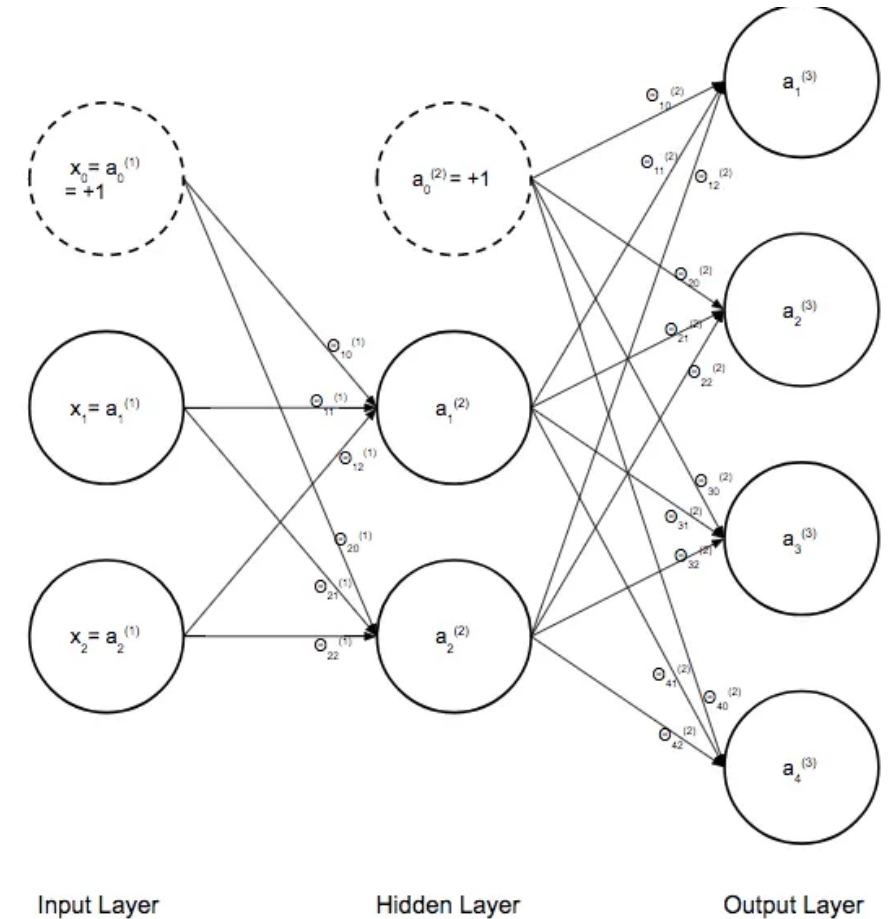 x₀= a₀⁽¹⁾
= +1
x₁= a₁⁽¹⁾
x₂= a₂⁽¹⁾
Θ₁₀⁽¹⁾
Θ₁₁⁽¹⁾
Θ₁₂⁽¹⁾
Θ₂₀⁽¹⁾
Θ₂₁⁽¹⁾
Θ₂₂⁽¹⁾
a₀⁽²⁾= +1
a₁⁽²⁾
a₂⁽²⁾
Θ₁₀⁽²⁾
Θ₁₁⁽²⁾
Θ₁₂⁽²⁾
Θ₂₀⁽²⁾
Θ₂₁⁽²⁾
Θ₂₂⁽²⁾
Θ₃₀⁽²⁾
Θ₃₁⁽²⁾
Θ₃₂⁽²⁾
Θ₄₁⁽²⁾
Θ₄₀⁽²⁾
Θ₄₂⁽²⁾
a₁⁽³⁾
a₂⁽³⁾
a₃⁽³⁾
a₄⁽³⁾
Input Layer
Hidden Layer
Output Layer